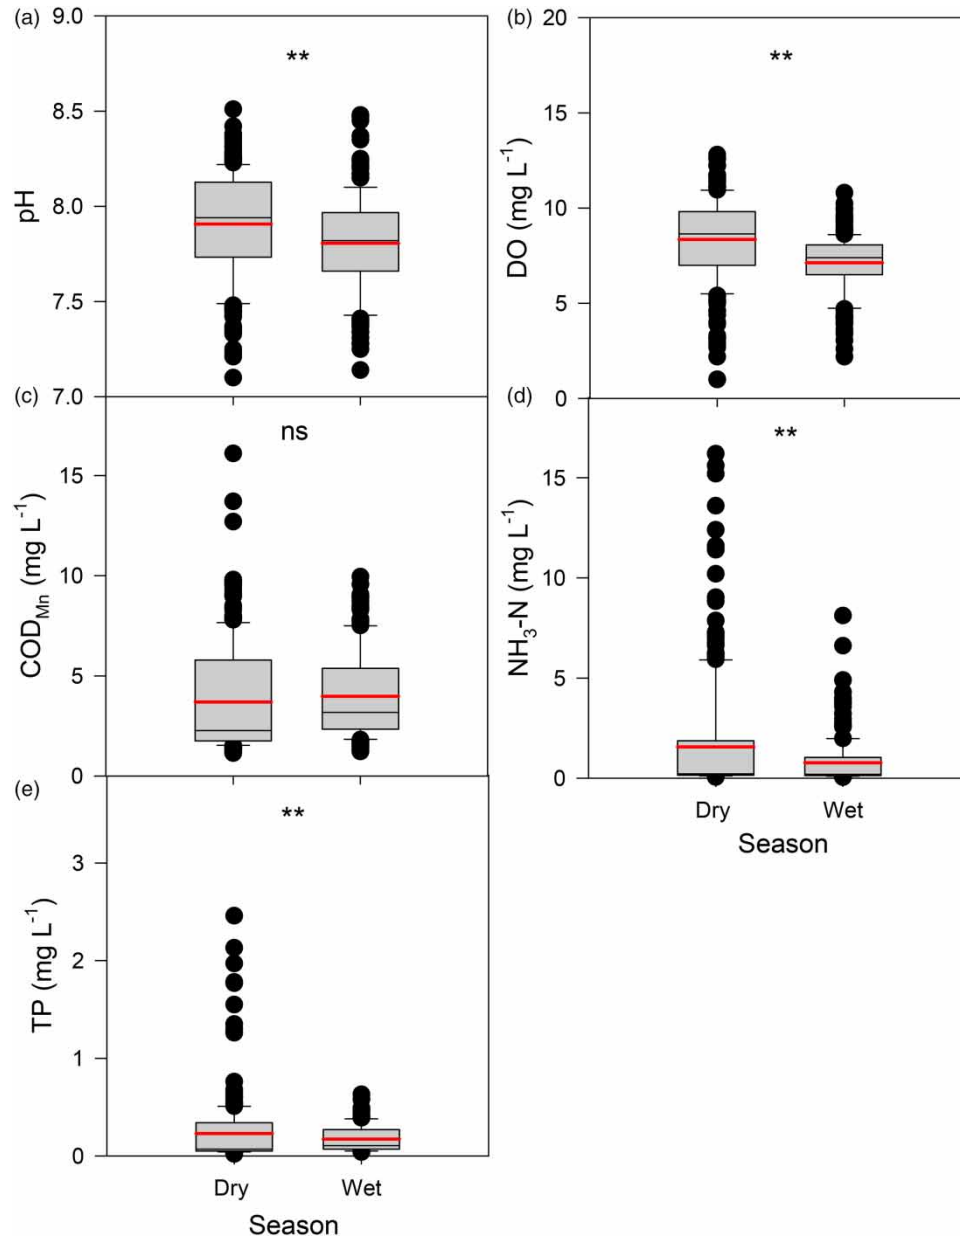 (a)
9.0
**
8.5
pH
8.0
7.5
7.0
(b)
20
**
15
DO (mg L⁻¹)
10
5
0
(c)
ns
15
COD_Mn (mg L⁻¹)
10
5
0
(d)
**
15
NH₃-N (mg L⁻¹)
10
5
0
Dry Wet
Season
(e)
**
3
TP (mg L⁻¹)
2
1
0
Dry Wet
Season